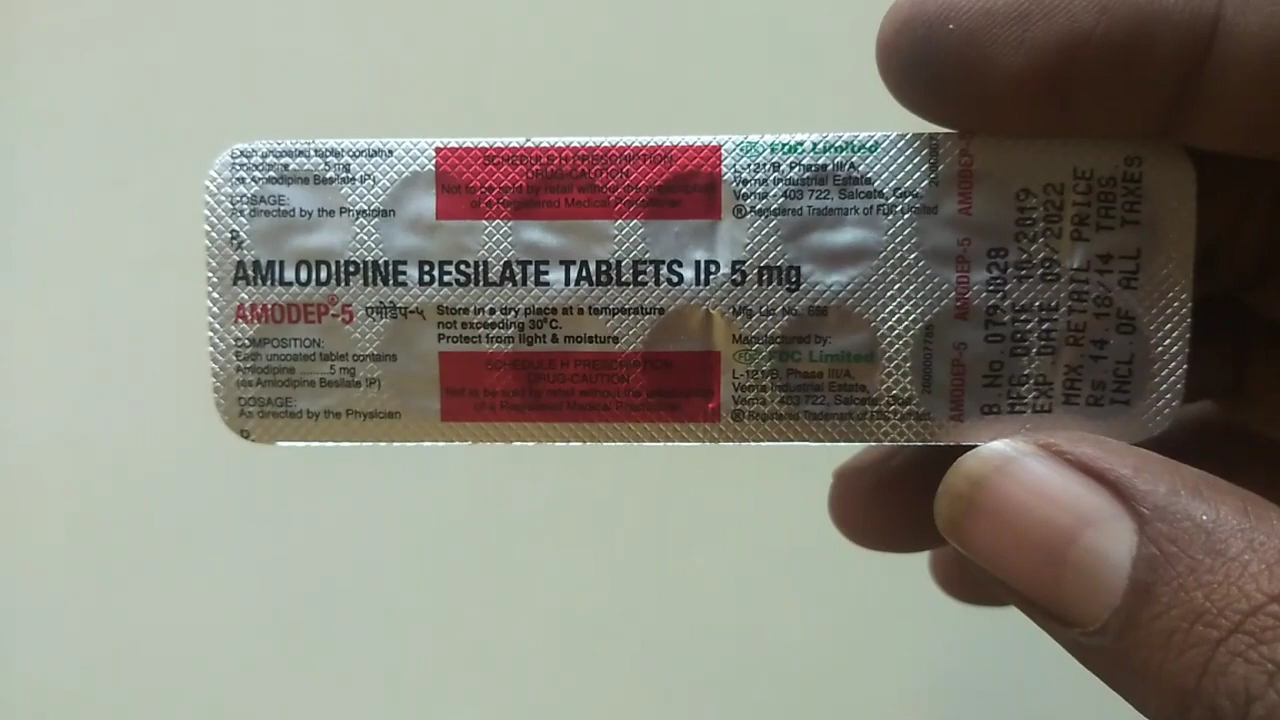 Each uncoated tablet contains
5 mg
(as Amlodipine Besilate IP)
DOSAGE:
As directed by the Physician
Rx
SCHEDULE H PRESCRIPTION
DRUG-CAUTION
Not to be sold by retail without the prescription
of a Registered Medical Practitioner
FDC Limited
L-121/B, Phase III/A,
Verna Industrial Estate,
Verna - 403 722, Salcete, Goa.
® Registered Trademark of FDC Limited
AMLODIPINE BESILATE TABLETS IP 5 mg
AMODEP®-5 एमोडेप-५
COMPOSITION:
Each uncoated tablet contains
Amlodipine ..........5 mg
(as Amlodipine Besilate IP)
DOSAGE:
As directed by the Physician
Store in a dry place at a temperature
not exceeding 30°C.
Protect from light & moisture
SCHEDULE H PRESCRIPTION
DRUG-CAUTION
Not to be sold by retail without the prescription
of a Registered Medical Practitioner
Mfg. Lic. No.
Manufactured by:
FDC Limited
L-121/B, Phase III/A,
Verna Industrial Estate,
Verna - 403 722, Salcete, Goa.
® Registered Trademark of FDC Limited
AMODEP-5 AMODEP-5 AMODEP-5
B.No.079J028
MFG.DATE 10/2019
EXP.DATE 09/2022
MAX.RETAIL PRICE
Rs.14.18/14 TABS.
INCL.OF ALL TAXES